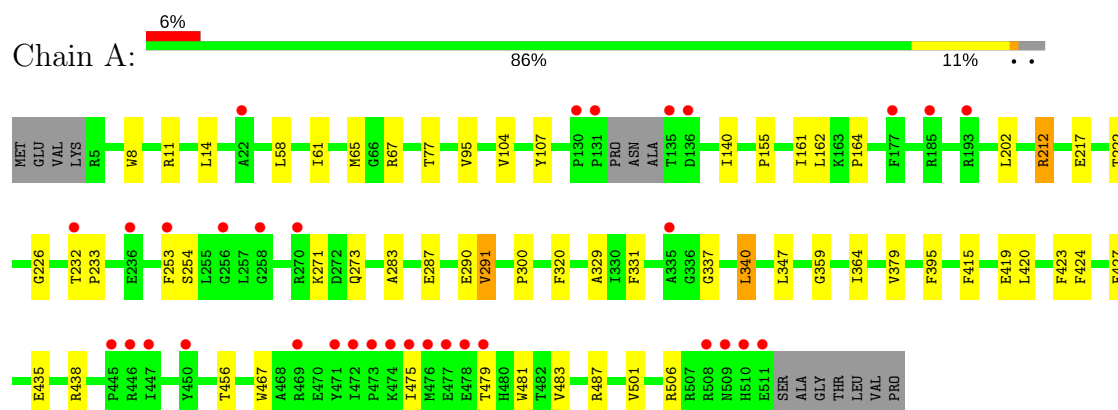 6%
Chain A:
86% 11% • •
MET GLU VAL LYS R5 W8 R11 L14 A22 L58 I61 M65 G66 R67 T77 V95 V104 Y107 P130 P131 PRO ASN ALA T135 D136 I140 P155 I161 L162 K163 P164 F177 R185 R193 L202 R212 E217
G226 T232 P233 E236 F253 S254 L255 G256 L257 G258 R270 K271 D272 Q273 A283 E287 E290 V291 P300 F320 A329 I330 F331 A335 G336 G337 L340 L347 G359 I364 V379 F395 F415 E419 L420 F423 F424
E435 R438 P445 R446 I447 Y450 T456 W467 A468 R469 E470 Y471 I472 P473 K474 I475 M476 E477 E478 T479 H480 W481 T482 V483 R487 V501 R506 R507 R508 N509 H510 E511 SER ALA GLY THR LEU VAL PRO